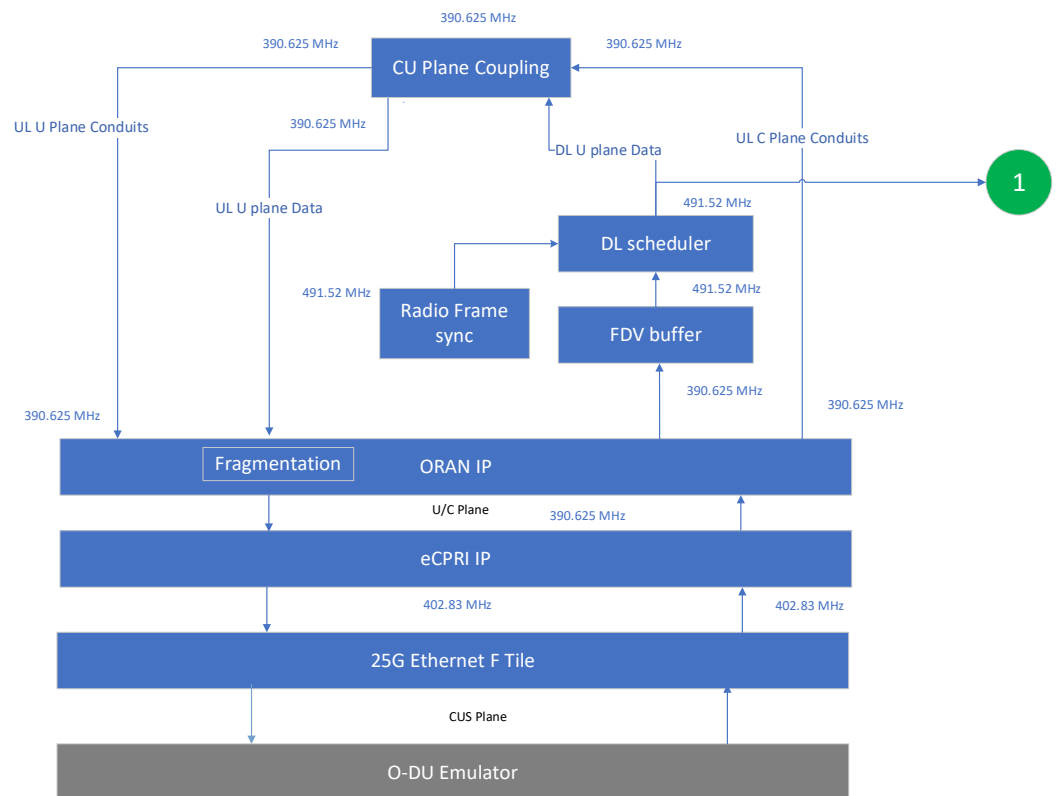 390.625 MHz
390.625 MHz
390.625 MHz
CU Plane Coupling
UL U Plane Conduits
390.625 MHz
DL U plane Data
UL C Plane Conduits
1
UL U plane Data
491.52 MHz
DL scheduler
491.52 MHz
491.52 MHz
Radio Frame
sync
FDV buffer
390.625 MHz
390.625 MHz
390.625 MHz
Fragmentation
ORAN IP
U/C Plane
390.625 MHz
eCPRI IP
402.83 MHz
402.83 MHz
25G Ethernet F Tile
CUS Plane
O-DU Emulator